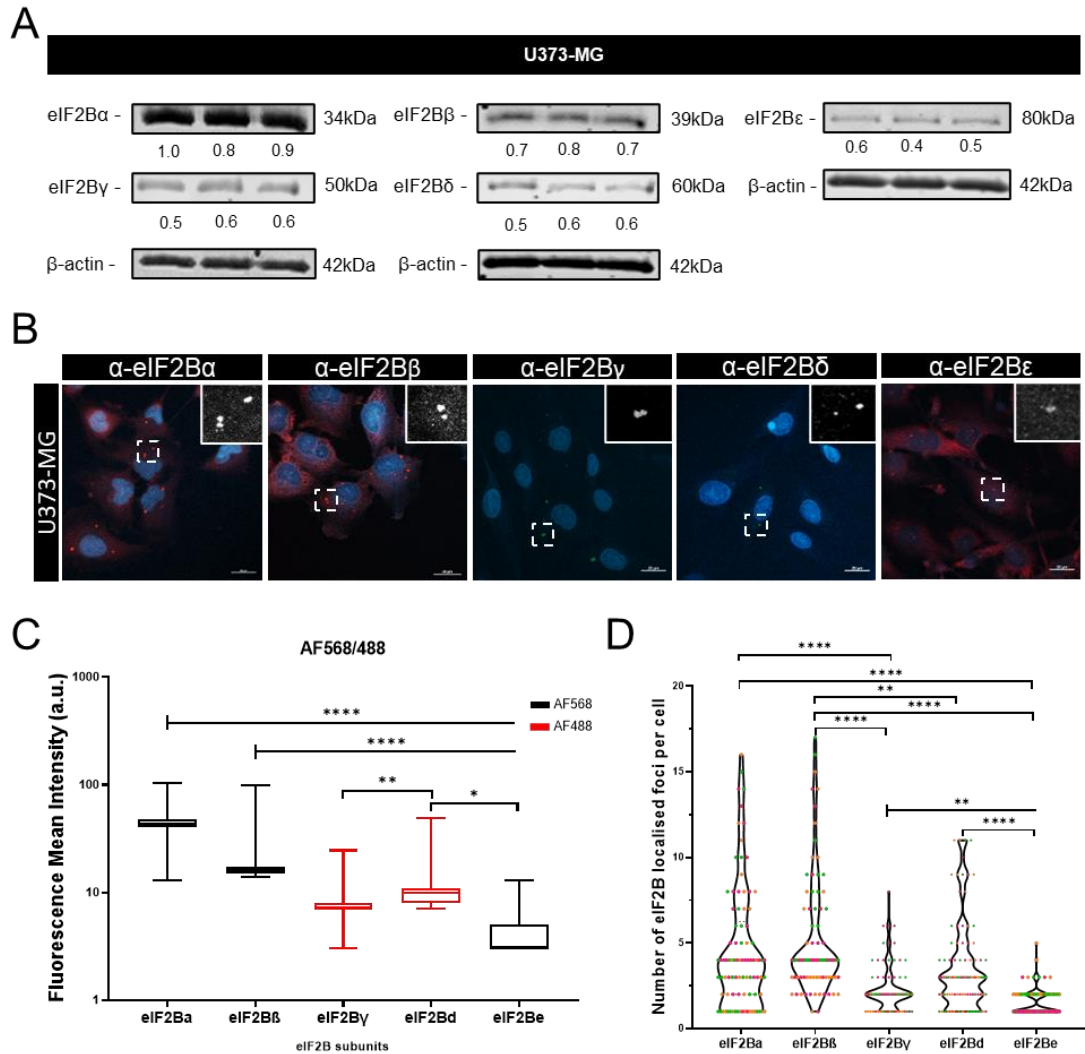 A
U373-MG
eIF2Bα - 34kDa eIF2Bβ - 39kDa eIF2Bε - 80kDa
1.0 0.8 0.9 0.7 0.8 0.7 0.6 0.4 0.5
eIF2Bγ - 50kDa eIF2Bδ - 60kDa β-actin - 42kDa
0.5 0.6 0.6 0.5 0.6 0.6
β-actin - 42kDa β-actin - 42kDa
B
α-eIF2Bα α-eIF2Bβ α-eIF2Bγ α-eIF2Bδ α-eIF2Bε
U373-MG
C
AF568/488
Fluorescence Mean Intensity (a.u.)
1000
100
10
1
AF568
AF488
****
****
**
*
eIF2Ba eIF2Bß eIF2Bγ eIF2Bd eIF2Be
eIF2B subunits
D
Number of eIF2B localised foci per cell
20
15
10
5
0
****
****
**
****
****
**
****
eIF2Ba eIF2Bß eIF2Bγ eIF2Bd eIF2Be